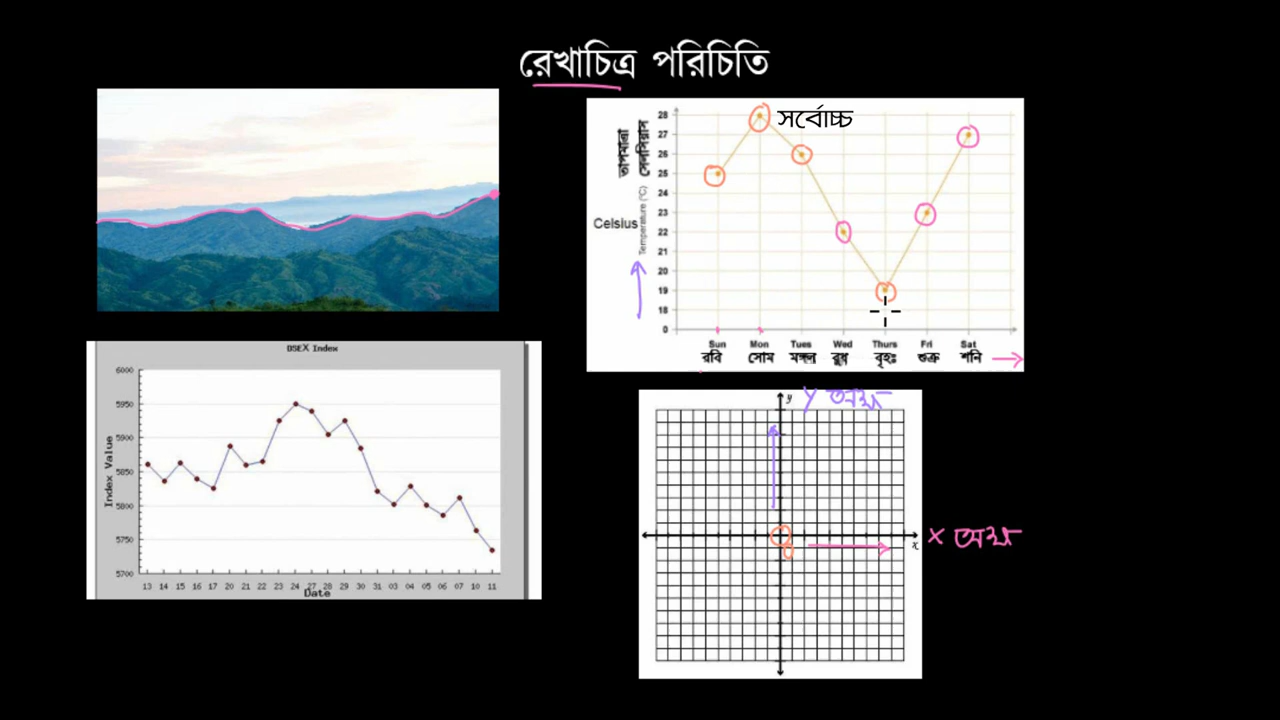 রেখাচিত্র পরিচিতি
তাপমাত্রা
সেলসিয়াস
Temperature (°C)
Celsius
28
27
26
25
24
23
22
21
20
19
18
0
সর্বোচ্চ
Sun Mon Tues Wed Thurs Fri Sat
রবি সোম মঙ্গল বুধ বৃহঃ শুক্র শনি
DSEX Index
Index Value
6000
5950
5900
5850
5800
5750
5700
13 14 15 16 17 20 21 22 23 24 27 28 29 30 31 03 04 05 06 07 10 11
Date
y
Y অক্ষ
x
X অক্ষ